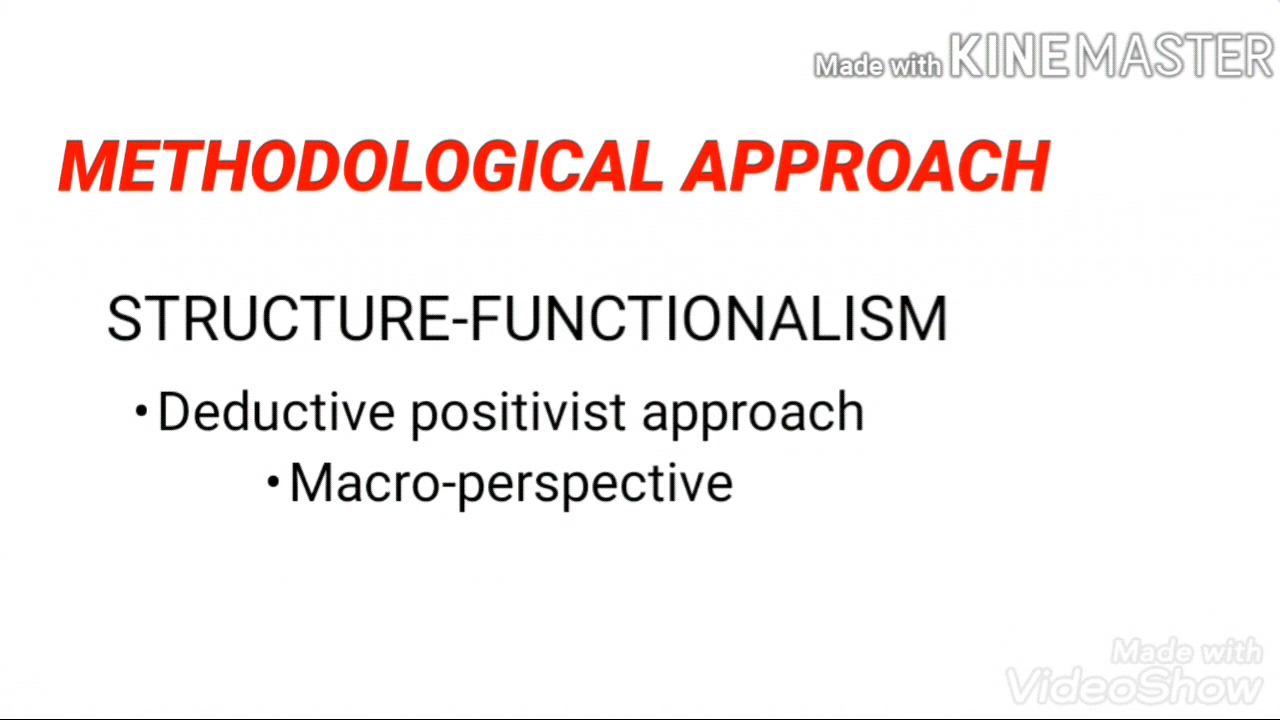 Made with KINEMASTER
METHODOLOGICAL APPROACH
STRUCTURE-FUNCTIONALISM
•Deductive positivist approach
•Macro-perspective
Made with
VideoShow